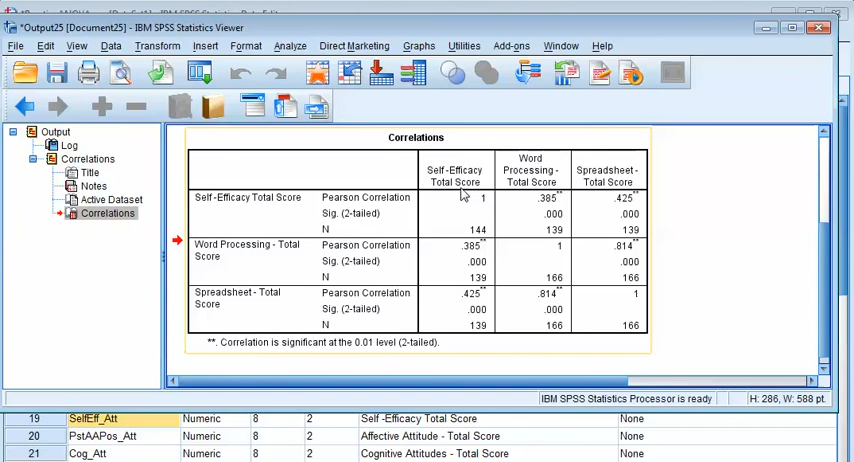 *Output25 [Document25] - IBM SPSS Statistics Viewer
File Edit View Data Transform Insert Format Analyze Direct Marketing Graphs Utilities Add-ons Window Help
Output
Log
Correlations
Title
Notes
Active Dataset
Correlations
Correlations
Self-Efficacy Total Score
Word Processing - Total Score
Spreadsheet - Total Score
Self-Efficacy Total Score Pearson Correlation 1 .385** .425**
Sig. (2-tailed) .000 .000
N 144 139 139
Word Processing - Total Score Pearson Correlation .385** 1 .814**
Sig. (2-tailed) .000 .000
N 139 166 166
Spreadsheet - Total Score Pearson Correlation .425** .814** 1
Sig. (2-tailed) .000 .000
N 139 166 166
**. Correlation is significant at the 0.01 level (2-tailed).
IBM SPSS Statistics Processor is ready H: 286, W: 588 pt.
19 SelfEff_Att Numeric 8 2 Self-Efficacy Total Score None
20 PstAAPos_Att Numeric 8 2 Affective Attitude - Total Score None
21 Cog_Att Numeric 8 2 Cognitive Attitudes - Total Score None